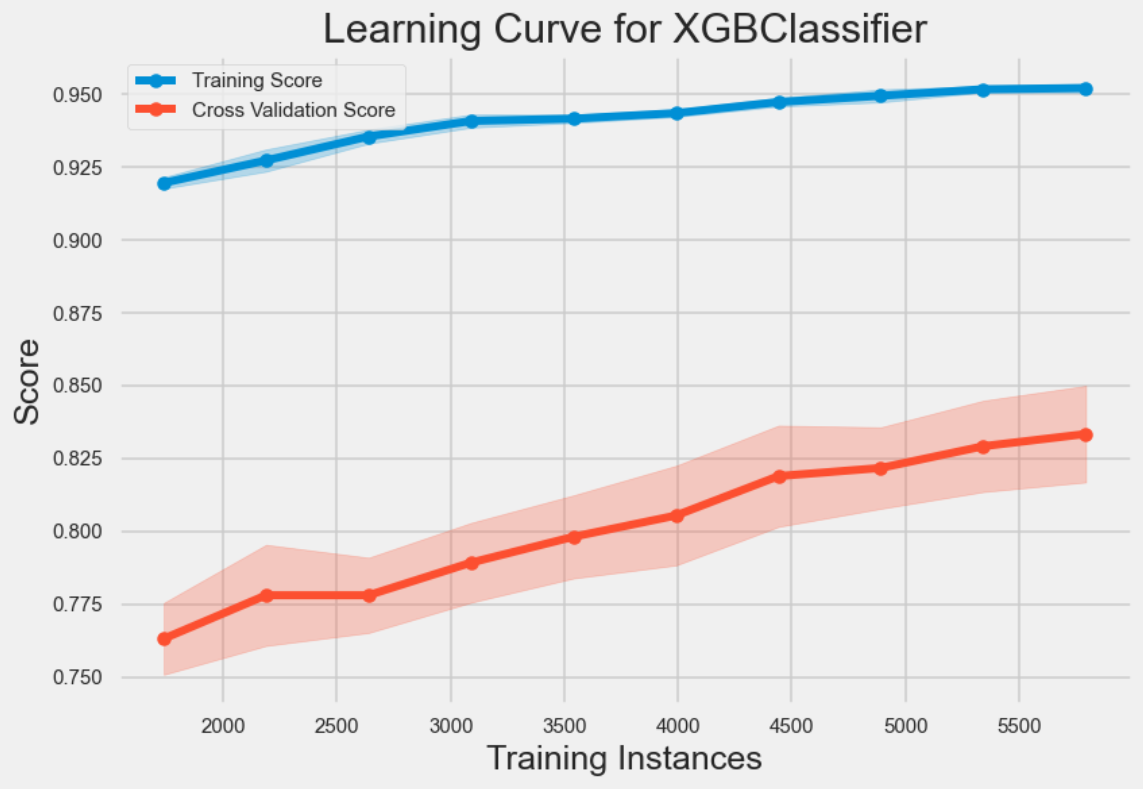 Learning Curve for XGBClassifier
Training Score
Cross Validation Score
0.950
0.925
0.900
0.875
0.850
0.825
0.800
0.775
0.750
Score
2000 2500 3000 3500 4000 4500 5000 5500
Training Instances